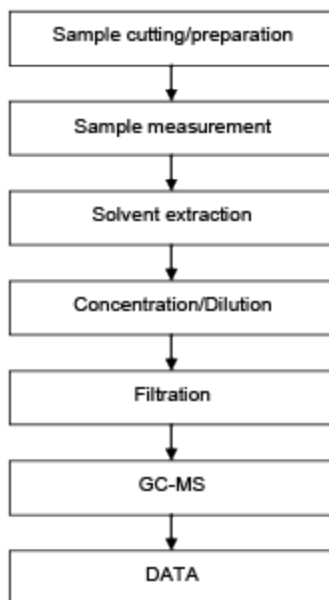 Sample cutting/preparation
Sample measurement
Solvent extraction
Concentration/Dilution
Filtration
GC-MS
DATA